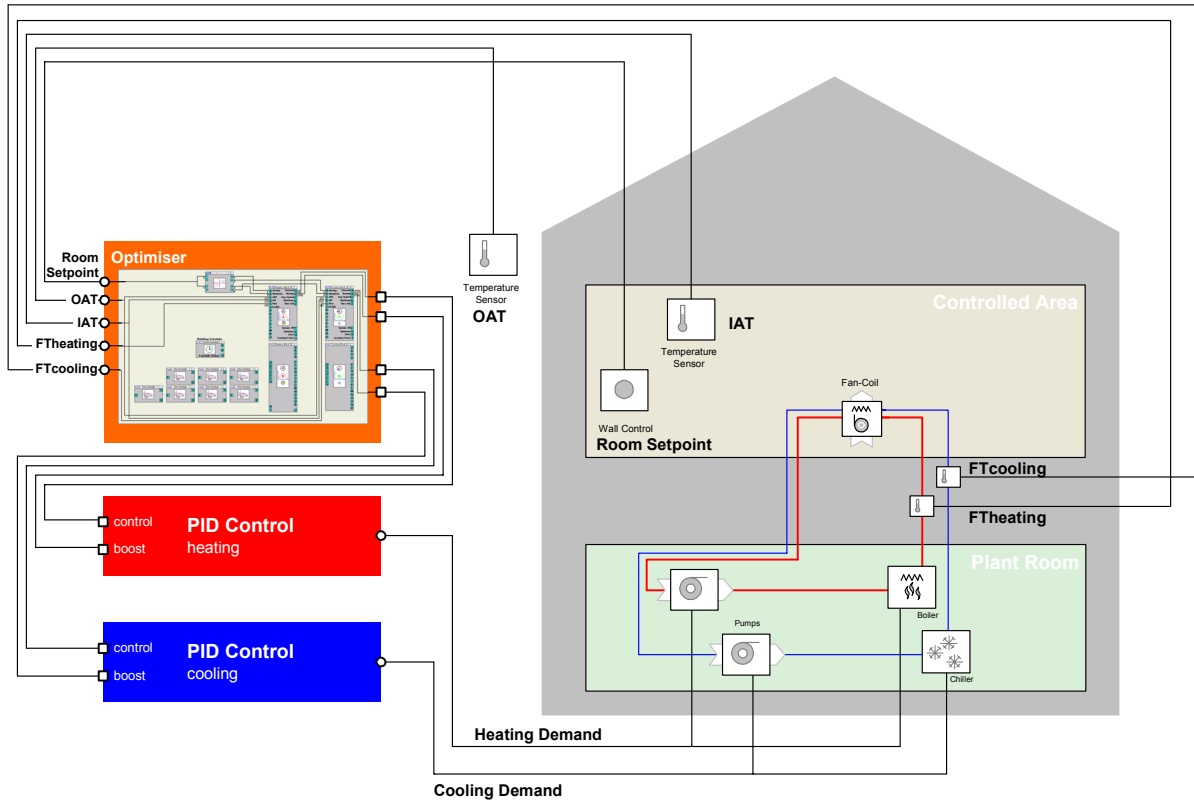 Optimiser
Room
Setpoint
OAT
IAT
FTheating
FTcooling
Temperature
Sensor
OAT
Controlled Area
IAT
Temperature
Sensor
Fan-Coil
Wall Control
Room Setpoint
FTcooling
FTheating
PID Control
heating
control
boost
Plant Room
Boiler
Pumps
Chiller
PID Control
cooling
control
boost
Heating Demand
Cooling Demand